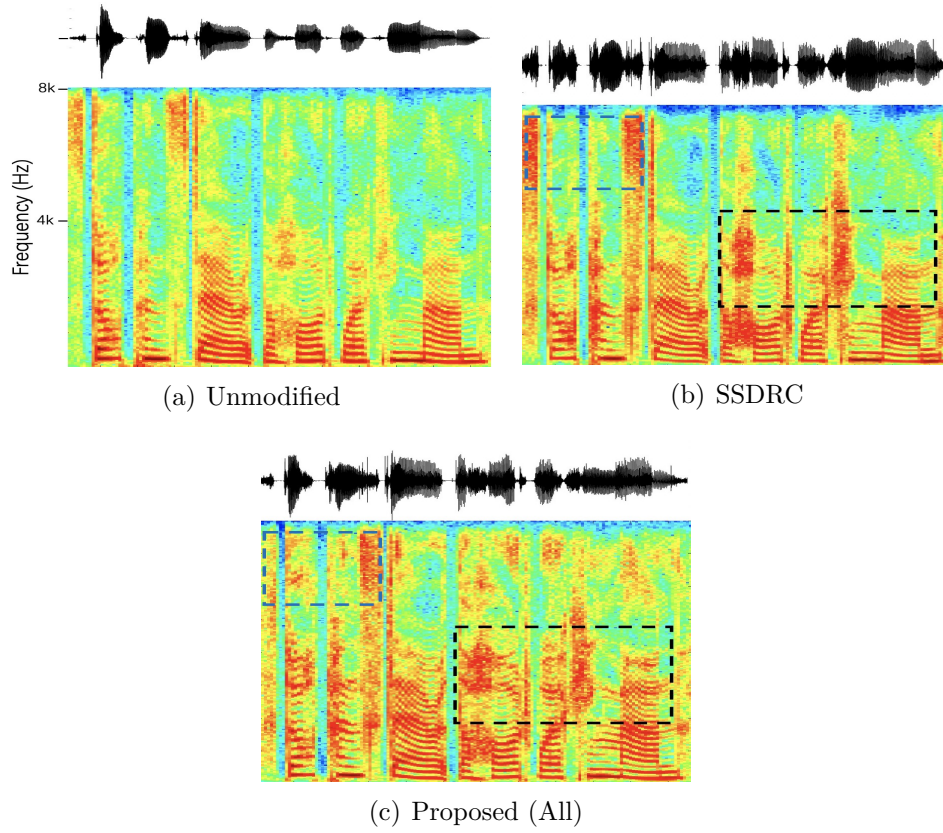 8k
4k
Frequency (Hz)
(a) Unmodified
(b) SSDRC
(c) Proposed (All)